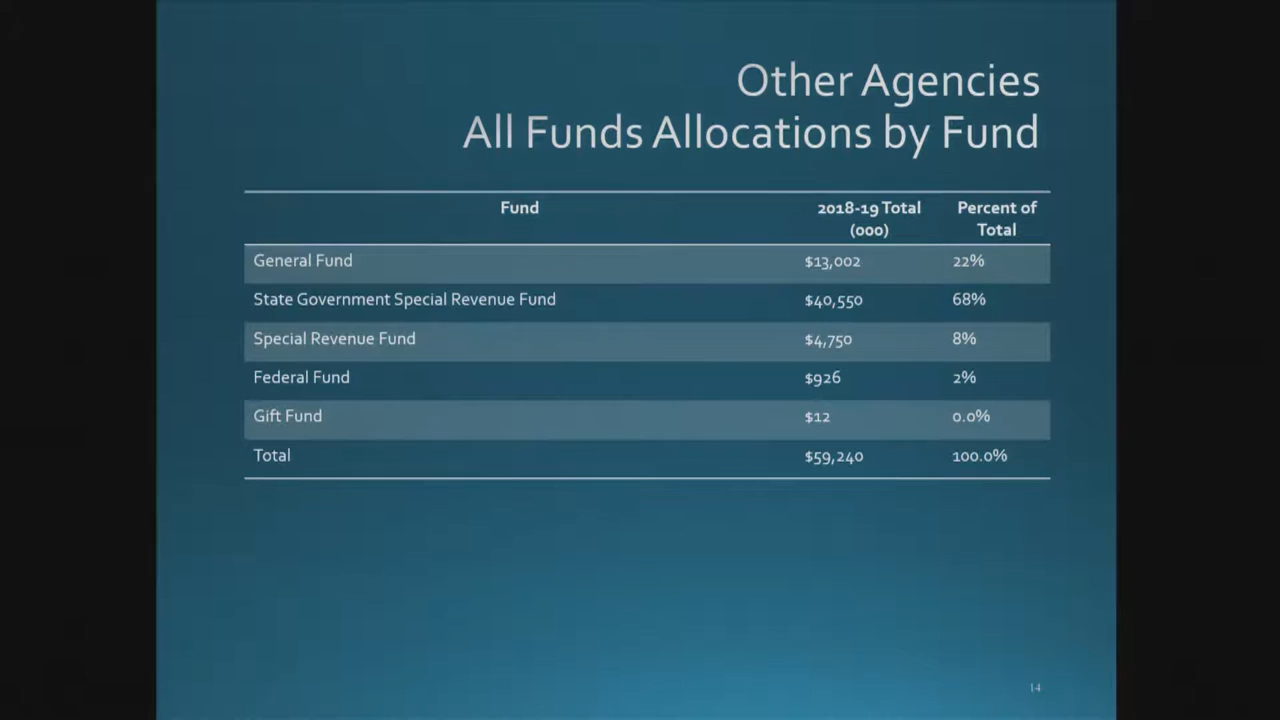 Other Agencies
All Funds Allocations by Fund
Fund 2018-19 Total (000) Percent of Total
General Fund $13,002 22%
State Government Special Revenue Fund $40,550 68%
Special Revenue Fund $4,750 8%
Federal Fund $926 2%
Gift Fund $12 0.0%
Total $59,240 100.0%
14